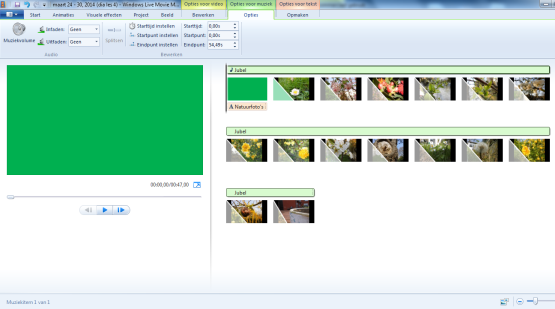 maart 24 - 30, 2014 (dia les 4) - Windows Live Movie M...
Opties voor video
Opties voor muziek
Opties voor tekst
Start Animaties Visuele effecten Project Beeld Bewerken Opties Opmaken
Muziekvolume
Infaden: Geen
Uitfaden: Geen
Splitsen
Starttijd instellen
Startpunt instellen
Eindpunt instellen
Starttijd: 0,00s
Startpunt: 0,00s
Eindpunt: 54,49s
Audio
Bewerken
Jubel
Natuurfoto's
Jubel
00:00,00/00:47,00
Jubel
Muziekitem 1 van 1